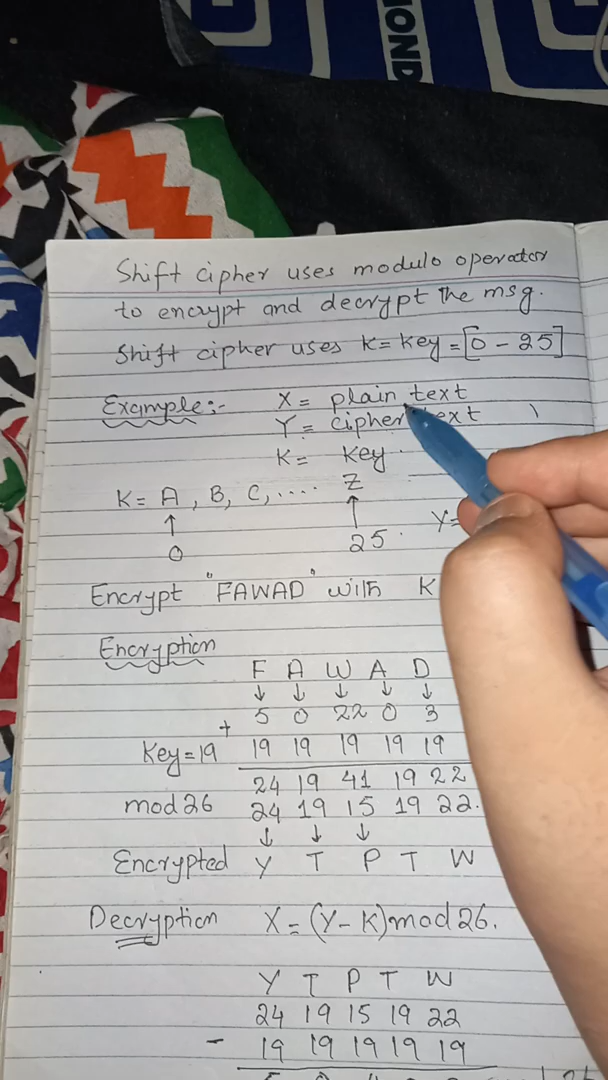 OND
Shift cipher uses modulo operator
to encrypt and decrypt the msg.
Shift cipher uses K= Key =[0 - 25]
Example:- X= plain text
Y= cipher text
K= Key
K= A, B, C, .... Z
0 25
Y=
Encrypt "FAWAD" with K
Encryption
F A W A D
5 0 22 0 3
+
Key=19 19 19 19 19 19
24 19 41 19 22
mod 26 24 19 15 19 22.
Encrypted Y T P T W
Decryption X=(Y-K)mod 26.
Y T P T W
24 19 15 19 22
- 19 19 19 19 19